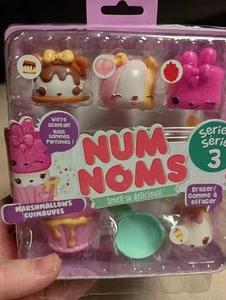 We're
Scented!
Nous
Sommes
Parfumés!
NUM
NOMS
Smell so delicious!
Series
Série
3
MARSHMALLOWS
GUIMAUVES
Eraser/
Gomme à
effacer